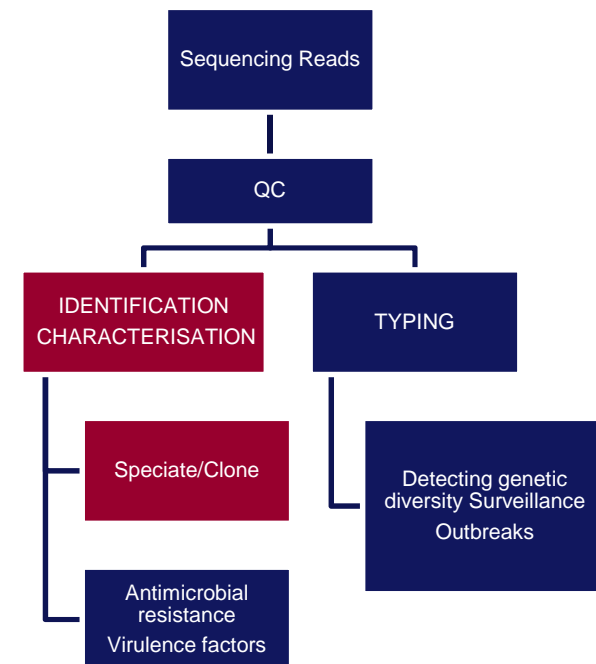 Sequencing Reads
QC
IDENTIFICATION
CHARACTERISATION
TYPING
Speciate/Clone
Detecting genetic
diversity Surveillance
Outbreaks
Antimicrobial
resistance
Virulence factors